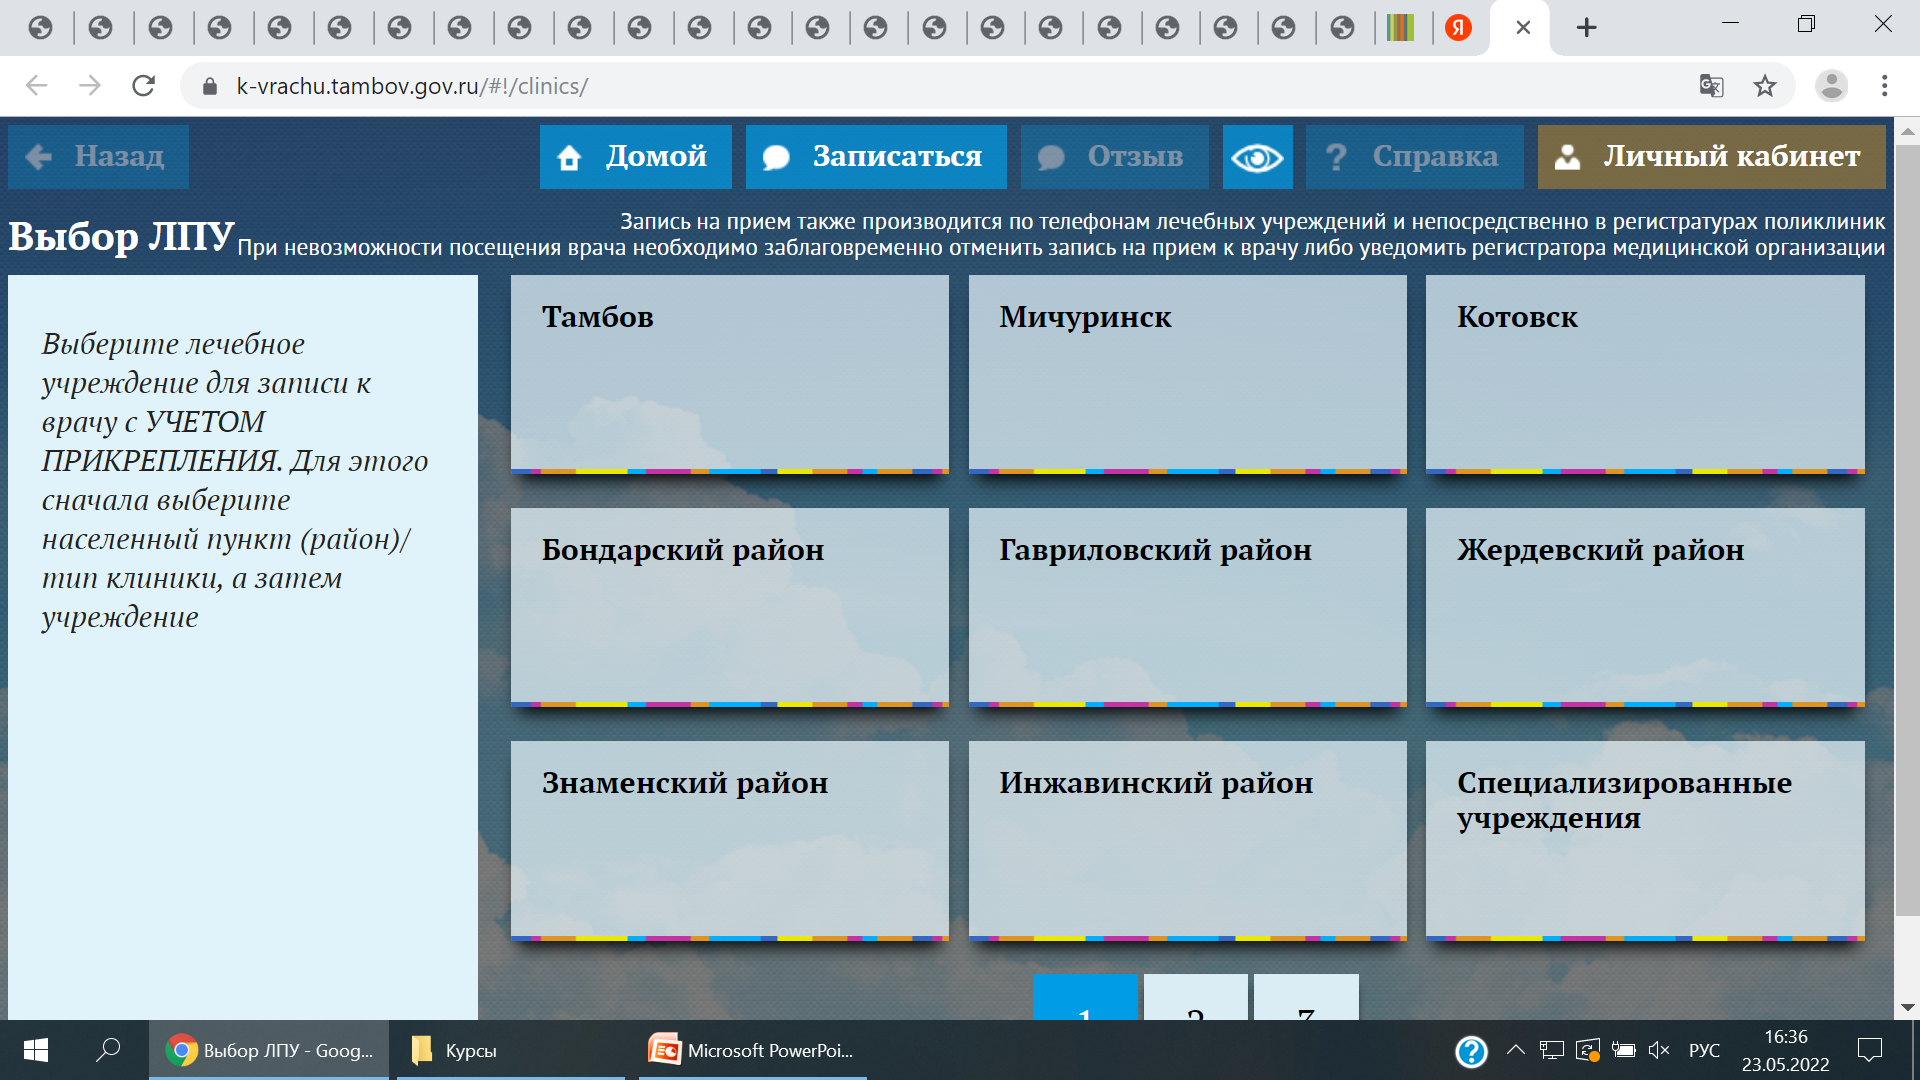 k-vrachu.tambov.gov.ru/#!/clinics/
Назад
Домой
Записаться
Отзыв
Справка
Личный кабинет
Выбор ЛПУ
Запись на прием также производится по телефонам лечебных учреждений и непосредственно в регистратурах поликлиник
При невозможности посещения врача необходимо заблаговременно отменить запись на прием к врачу либо уведомить регистратора медицинской организации
Выберите лечебное
учреждение для записи к
врачу с УЧЕТОМ
ПРИКРЕПЛЕНИЯ. Для этого
сначала выберите
населенный пункт (район)/
тип клиники, а затем
учреждение
Тамбов
Мичуринск
Котовск
Бондарский район
Гавриловский район
Жердевский район
Знаменский район
Инжавинский район
Специализированные
учреждения
1
2
3
Выбор ЛПУ - Goog...
Курсы
Microsoft PowerPoi...
РУС
16:36
23.05.2022